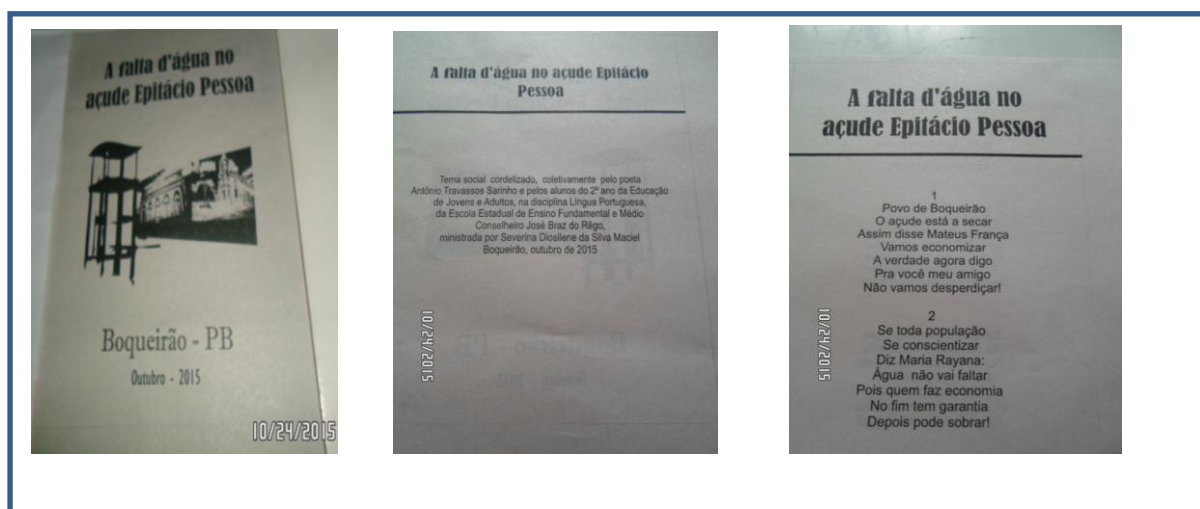 A falta d'água no
açude Epitácio Pessoa
Boqueirão - PB
Outubro - 2015
10/24/2015
A falta d'água no açude Epitácio
Pessoa
Tema social cordelizado, coletivamente pelo poeta
Antônio Travassos Sarinho e pelos alunos do 2º ano da Educação
de Jovens e Adultos, na disciplina Língua Portuguesa,
da Escola Estadual de Ensino Fundamental e Médio
Conselheiro José Braz do Rêgo,
ministrada por Severina Diosilene da Silva Maciel
Boqueirão, outubro de 2015
10/24/2015
A falta d'água no
açude Epitácio Pessoa
1
Povo de Boqueirão
O açude está a secar
Assim disse Mateus França
Vamos economizar
A verdade agora digo
Pra você meu amigo
Não vamos desperdiçar!
2
Se toda população
Se conscientizar
Diz Maria Rayana:
Água não vai faltar
Pois quem faz economia
No fim tem garantia
Depois pode sobrar!
10/24/2015